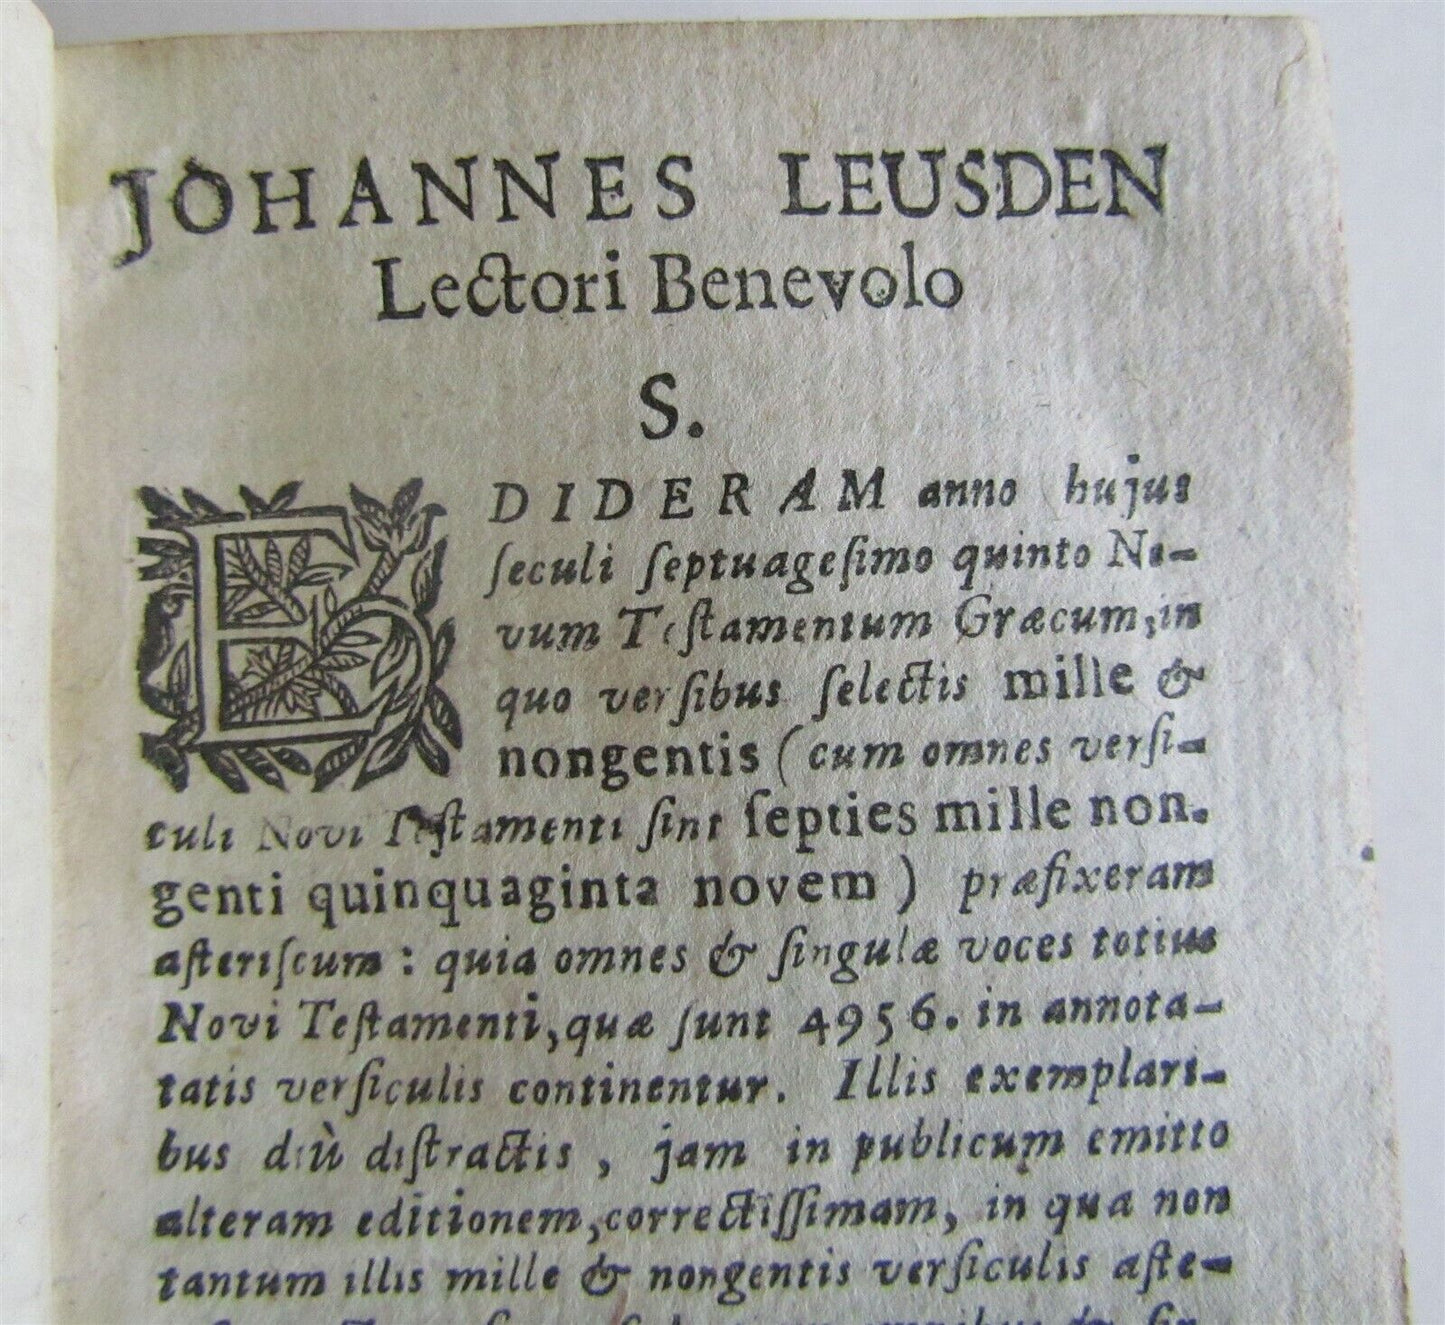 JOHANNES LEUSDEN
Lectori Benevolo
S.
EDIDERAM anno hujus
ſeculi ſeptuageſimo quinto No-
vum Teſtamentum Græcum, in
quo verſibus ſelectis mille &
nongentis (cum omnes verſi-
culi Novi Teſtamenti ſint ſepties mille non-
genti quinquaginta novem) præfixeram
aſteriſcum: quia omnes & ſingulæ voces totius
Novi Teſtamenti, quæ ſunt 4956. in annota-
tatis verſiculis continentur. Illis exemplari-
bus diù diſtractis, jam in publicum emitto
alteram editionem, correctiſſimam, in qua non
tantum illis mille & nongentis verſiculis aſte-